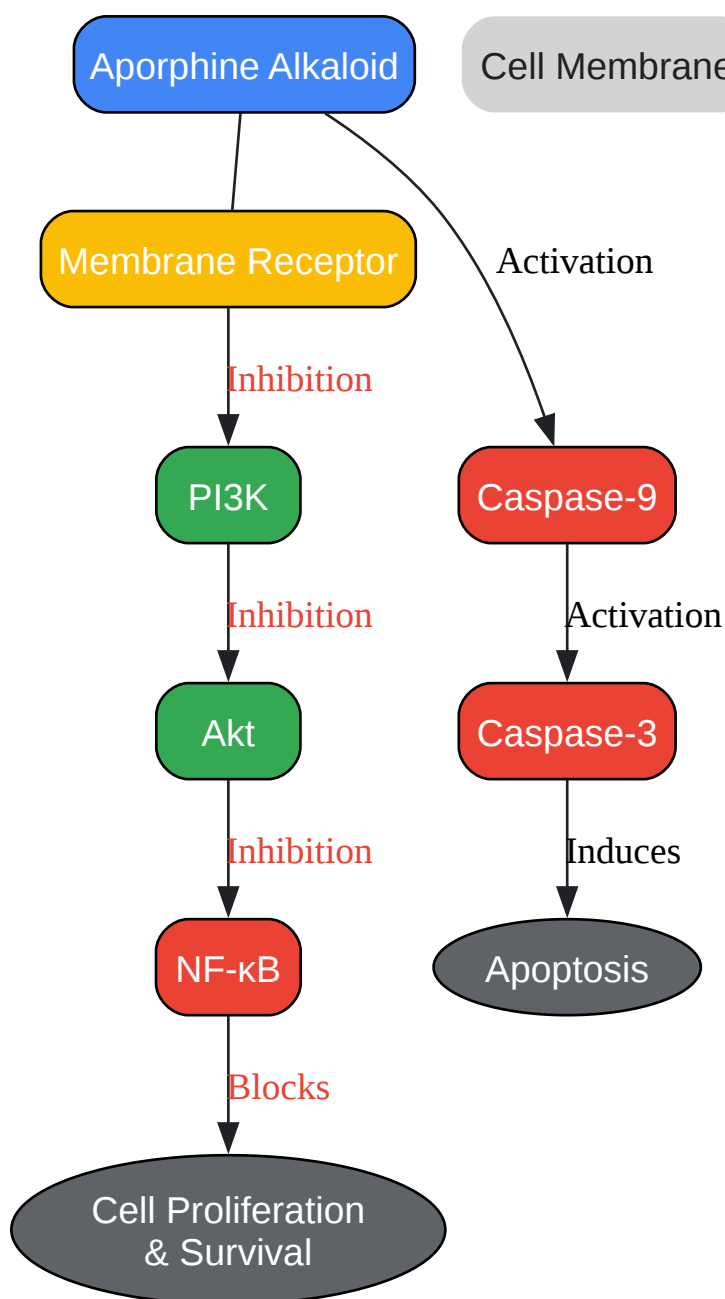 Aporphine Alkaloid
Cell Membrane
Membrane Receptor
Activation
Inhibition
PI3K
Caspase-9
Inhibition
Activation
Akt
Caspase-3
Inhibition
Induces
NF-κB
Apoptosis
Blocks
Cell Proliferation
& Survival